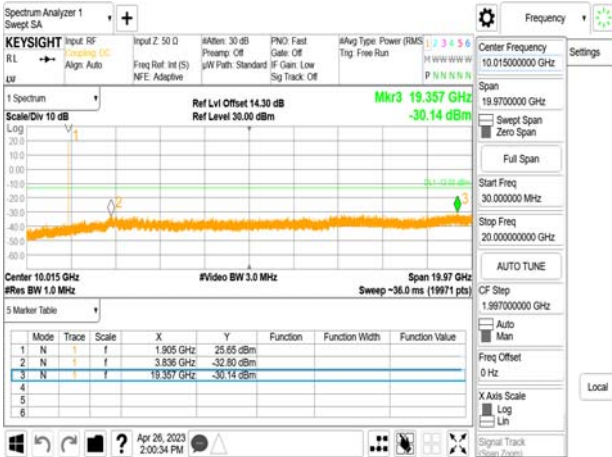 Spectrum Analyzer 1
Swept SA
+
Frequency
KEYSIGHT
RL
Input: RF
Coupling: DC
Align: Auto
Input Z: 50 Ω
Freq Ref: Int (S)
NFE: Adaptive
#Atten: 30 dB
Preamp: Off
µW Path: Standard
PNO: Fast
Gate: Off
IF Gain: Low
Sig Track: Off
#Avg Type: Power (RMS
Trig: Free Run
1 2 3 4 5 6
M W W W W W
P N N N N N
1 Spectrum
Scale/Div 10 dB
Ref Lvl Offset 14.30 dB
Ref Level 30.00 dBm
Mkr3 19.357 GHz
-30.14 dBm
Log
20.0
10.0
0.00
-10.0
-20.0
-30.0
-40.0
-50.0
-60.0
1
2
3
DL1 -13.00 dBm
Center 10.015 GHz
#Res BW 1.0 MHz
#Video BW 3.0 MHz
Span 19.97 GHz
Sweep ~36.0 ms (19971 pts)
5 Marker Table
Mode Trace Scale X Y Function Function Width Function Value
1 N 1 f 1.905 GHz 25.65 dBm
2 N 1 f 3.836 GHz -32.80 dBm
3 N 1 f 19.357 GHz -30.14 dBm
4
5
6
?
Apr 26, 2023
2:00:34 PM
Center Frequency
10.015000000 GHz
Settings
Span
19.9700000 GHz
Swept Span
Zero Span
Full Span
Start Freq
30.000000 MHz
Stop Freq
20.000000000 GHz
AUTO TUNE
CF Step
1.997000000 GHz
Auto
Man
Freq Offset
0 Hz
Local
X Axis Scale
Log
Lin
Signal Track
(Span Zoom)